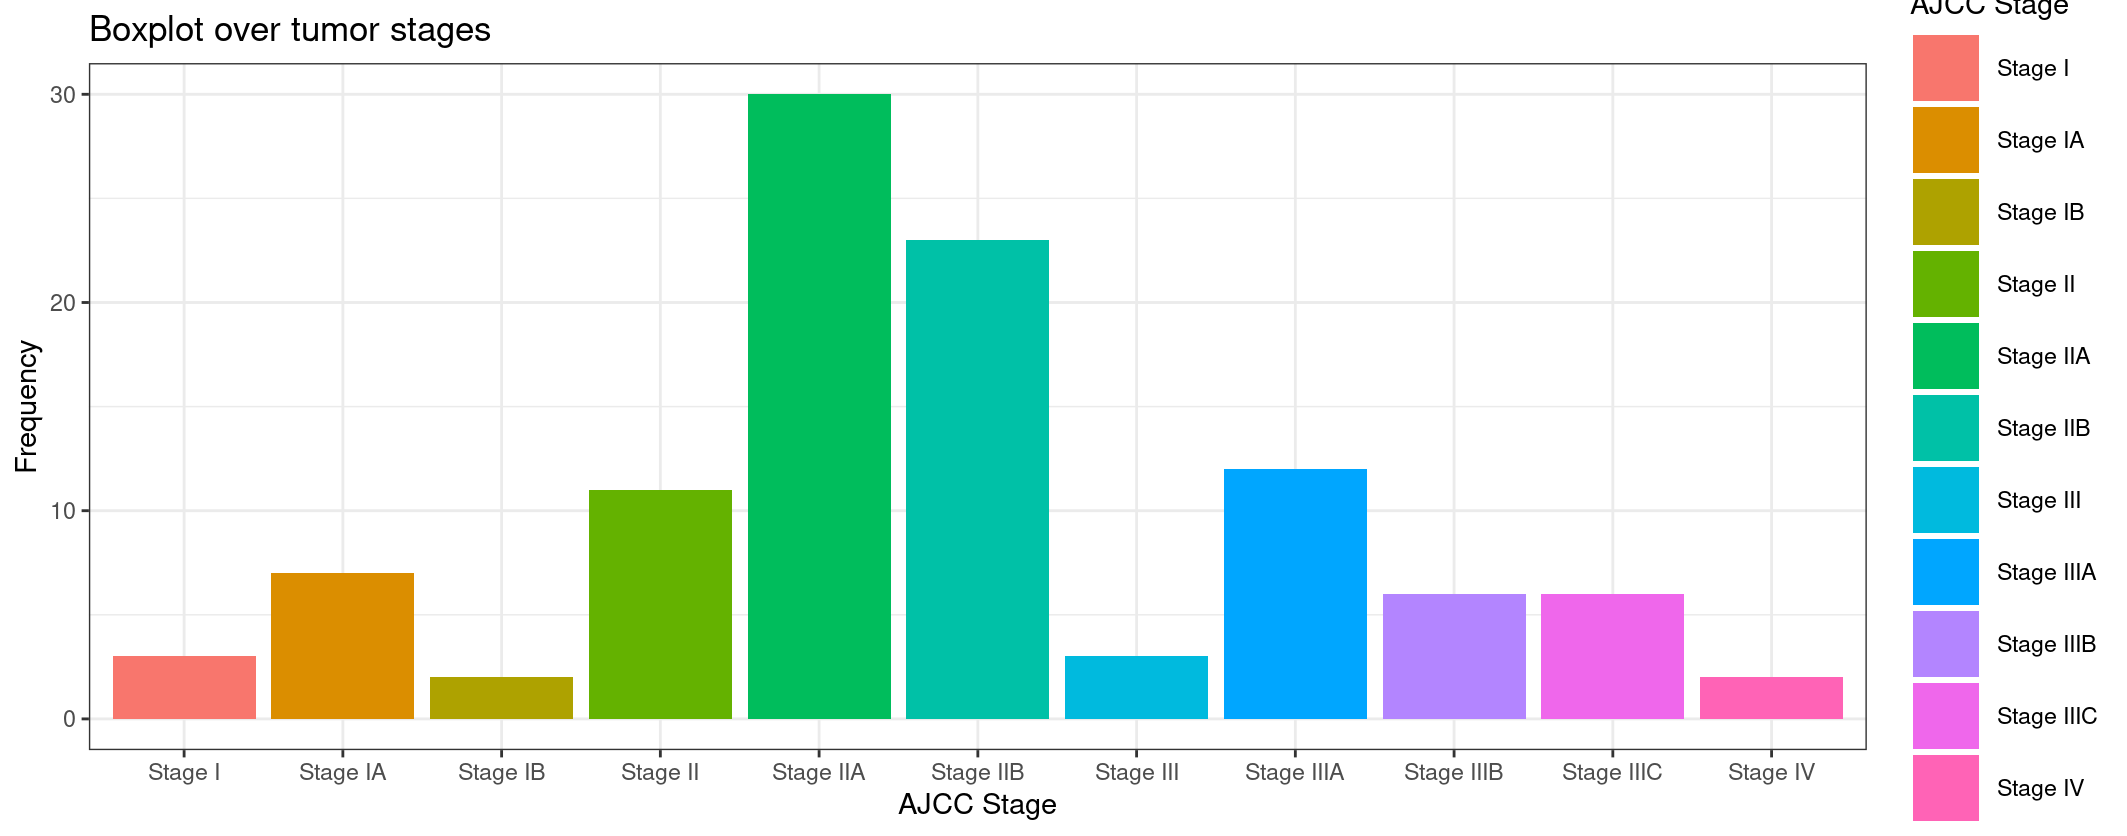 Boxplot over tumor stages
AJCC Stage
Stage I
Stage IA
Stage IB
Stage II
Stage IIA
Stage IIB
Stage III
Stage IIIA
Stage IIIB
Stage IIIC
Stage IV
Frequency
30
20
10
0
Stage I Stage IA Stage IB Stage II Stage IIA Stage IIB Stage III Stage IIIA Stage IIIB Stage IIIC Stage IV
AJCC Stage